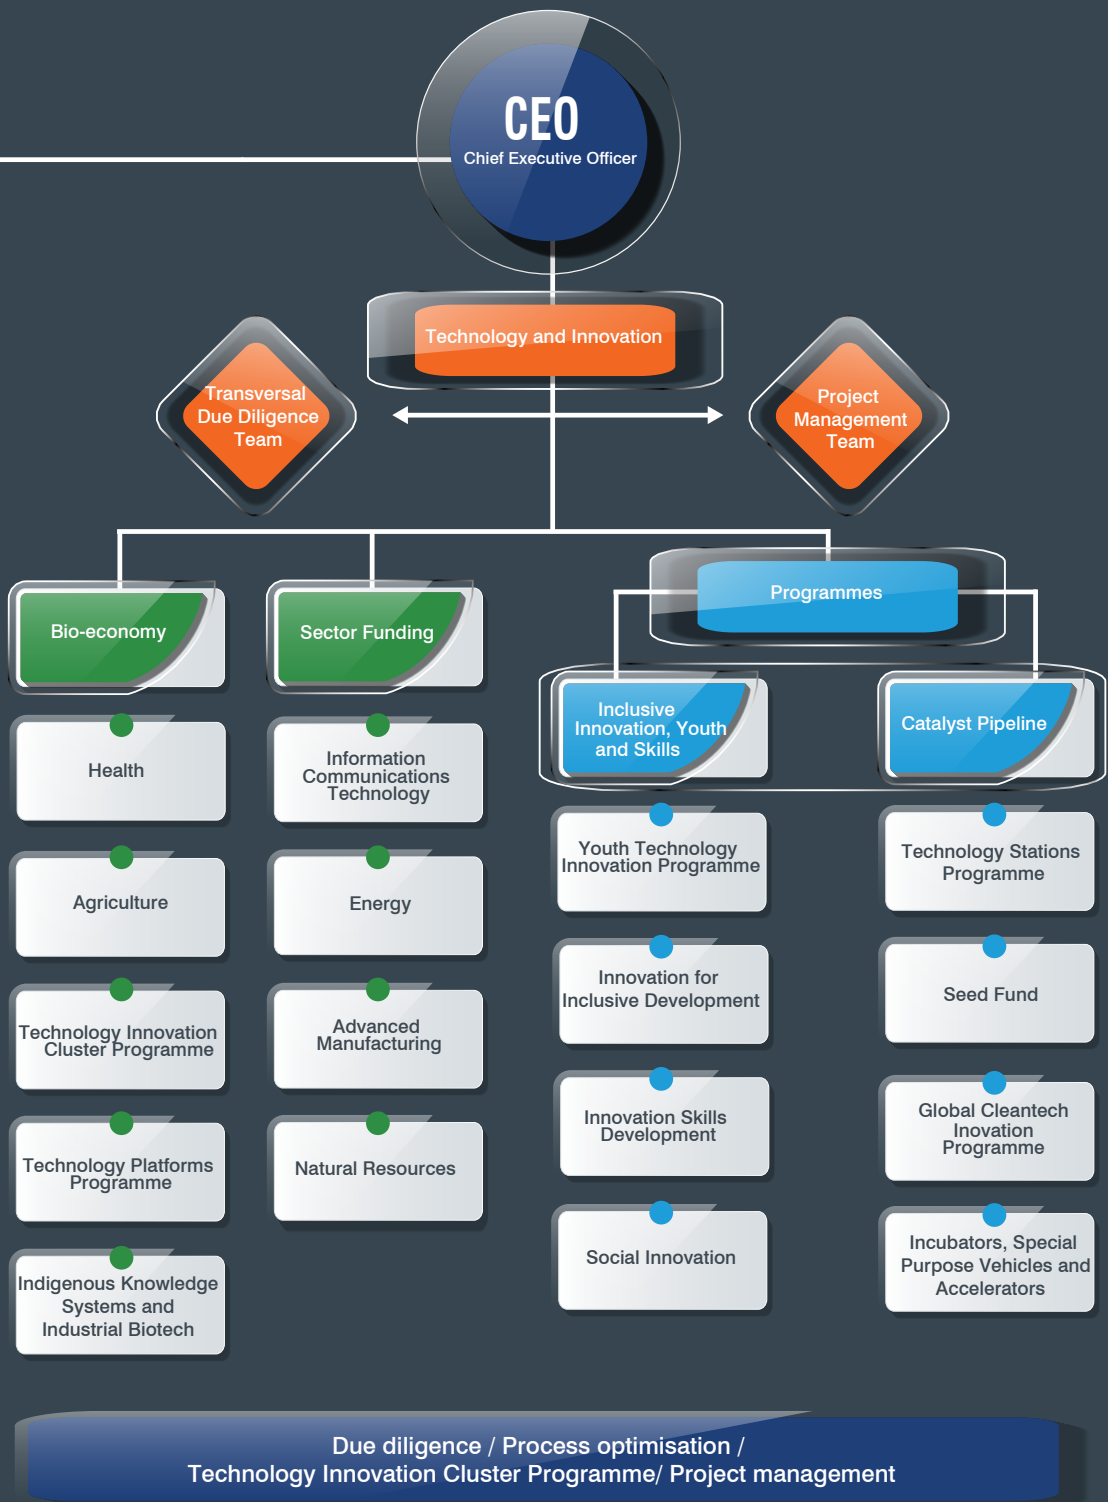 CEO
Chief Executive Officer
Technology and Innovation
Transversal
Due Diligence
Team
Project
Management
Team
Programmes
Bio-economy
Sector Funding
Inclusive
Innovation, Youth
and Skills
Catalyst Pipeline
Health
Agriculture
Technology Innovation
Cluster Programme
Technology Platforms
Programme
Indigenous Knowledge
Systems and
Industrial Biotech
Information
Communications
Technology
Energy
Advanced
Manufacturing
Natural Resources
Youth Technology
Innovation Programme
Innovation for
Inclusive Development
Innovation Skills
Development
Social Innovation
Technology Stations
Programme
Seed Fund
Global Cleantech
Inovation
Programme
Incubators, Special
Purpose Vehicles and
Accelerators
Due diligence / Process optimisation /
Technology Innovation Cluster Programme/ Project management